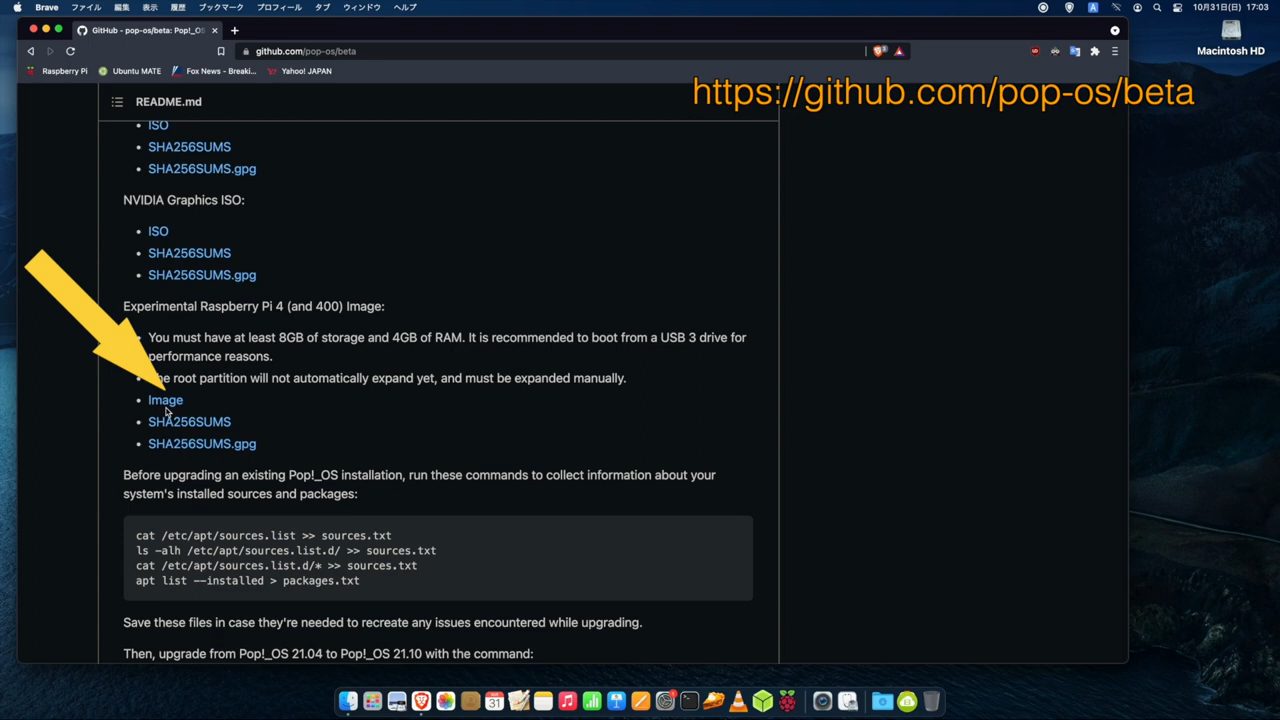 Brave ファイル 編集 表示 履歴 ブックマーク プロフィール タブ ウィンドウ ヘルプ
A 10月31日(日) 17:03
GitHub - pop-os/beta: Pop!_OS
github.com/pop-os/beta
Raspberry Pi Ubuntu MATE Fox News - Breaki... Yahoo! JAPAN
Macintosh HD
https://github.com/pop-os/beta
README.md
ISO
SHA256SUMS
SHA256SUMS.gpg
NVIDIA Graphics ISO:
ISO
SHA256SUMS
SHA256SUMS.gpg
Experimental Raspberry Pi 4 (and 400) Image:
You must have at least 8GB of storage and 4GB of RAM. It is recommended to boot from a USB 3 drive for
performance reasons.
he root partition will not automatically expand yet, and must be expanded manually.
Image
SHA256SUMS
SHA256SUMS.gpg
Before upgrading an existing Pop!_OS installation, run these commands to collect information about your
system's installed sources and packages:
cat /etc/apt/sources.list >> sources.txt
ls -alh /etc/apt/sources.list.d/ >> sources.txt
cat /etc/apt/sources.list.d/* >> sources.txt
apt list --installed > packages.txt
Save these files in case they're needed to recreate any issues encountered while upgrading.
Then, upgrade from Pop!_OS 21.04 to Pop!_OS 21.10 with the command:
31